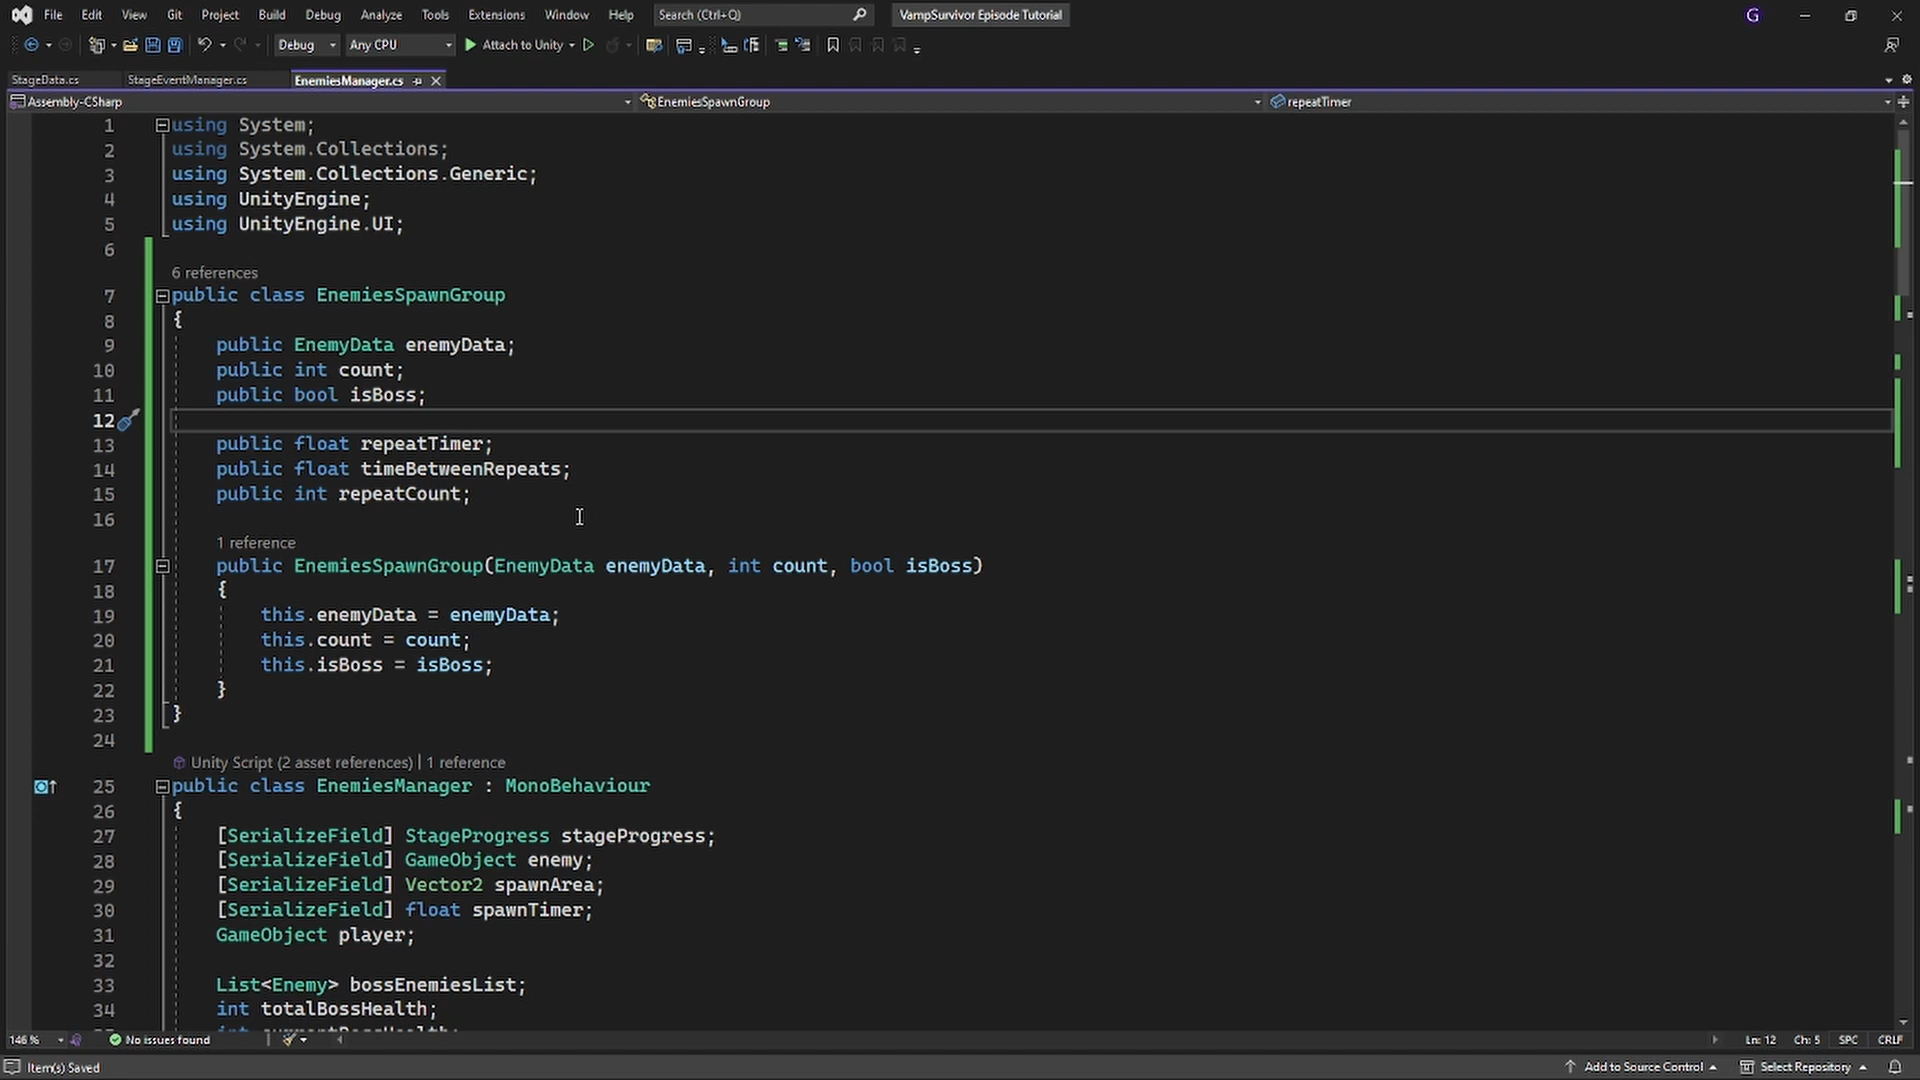 File Edit View Git Project Build Debug Analyze Tools Extensions Window Help Search (Ctrl+Q) VampSurvivor Episode Tutorial G
Debug Any CPU Attach to Unity
StageData.cs StageEventManager.cs EnemiesManager.cs
Assembly-CSharp EnemiesSpawnGroup repeatTimer
1 using System;
2 using System.Collections;
3 using System.Collections.Generic;
4 using UnityEngine;
5 using UnityEngine.UI;
6
6 references
7 public class EnemiesSpawnGroup
8 {
9 public EnemyData enemyData;
10 public int count;
11 public bool isBoss;
12
13 public float repeatTimer;
14 public float timeBetweenRepeats;
15 public int repeatCount;
16
1 reference
17 public EnemiesSpawnGroup(EnemyData enemyData, int count, bool isBoss)
18 {
19 this.enemyData = enemyData;
20 this.count = count;
21 this.isBoss = isBoss;
22 }
23 }
24
Unity Script (2 asset references) | 1 reference
25 public class EnemiesManager : MonoBehaviour
26 {
27 [SerializeField] StageProgress stageProgress;
28 [SerializeField] GameObject enemy;
29 [SerializeField] Vector2 spawnArea;
30 [SerializeField] float spawnTimer;
31 GameObject player;
32
33 List<Enemy> bossEnemiesList;
34 int totalBossHealth;
146 % No issues found Ln: 12 Ch: 5 SPC CRLF
Item(s) Saved Add to Source Control Select Repository